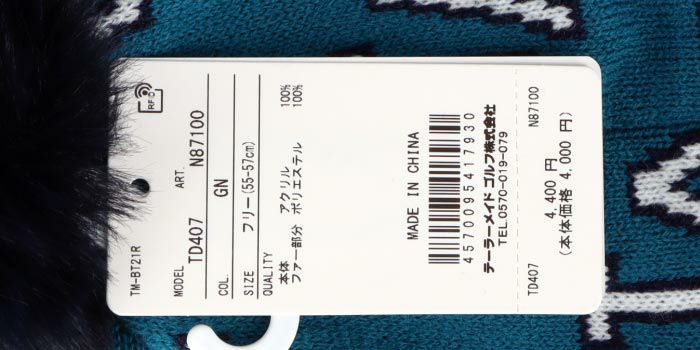 RFID
TM-BT21R
MODEL ART.
TD407 N87100
COL. GN
SIZE フリー(55-57cm)
QUALITY
本体 アクリル 100%
ファー部分 ポリエステル 100%
MADE IN CHINA
4570095417930
テーラーメイド ゴルフ株式会社
TEL.0570-019-079
4,400 円
(本体価格 4,000 円)
TD407 N87100